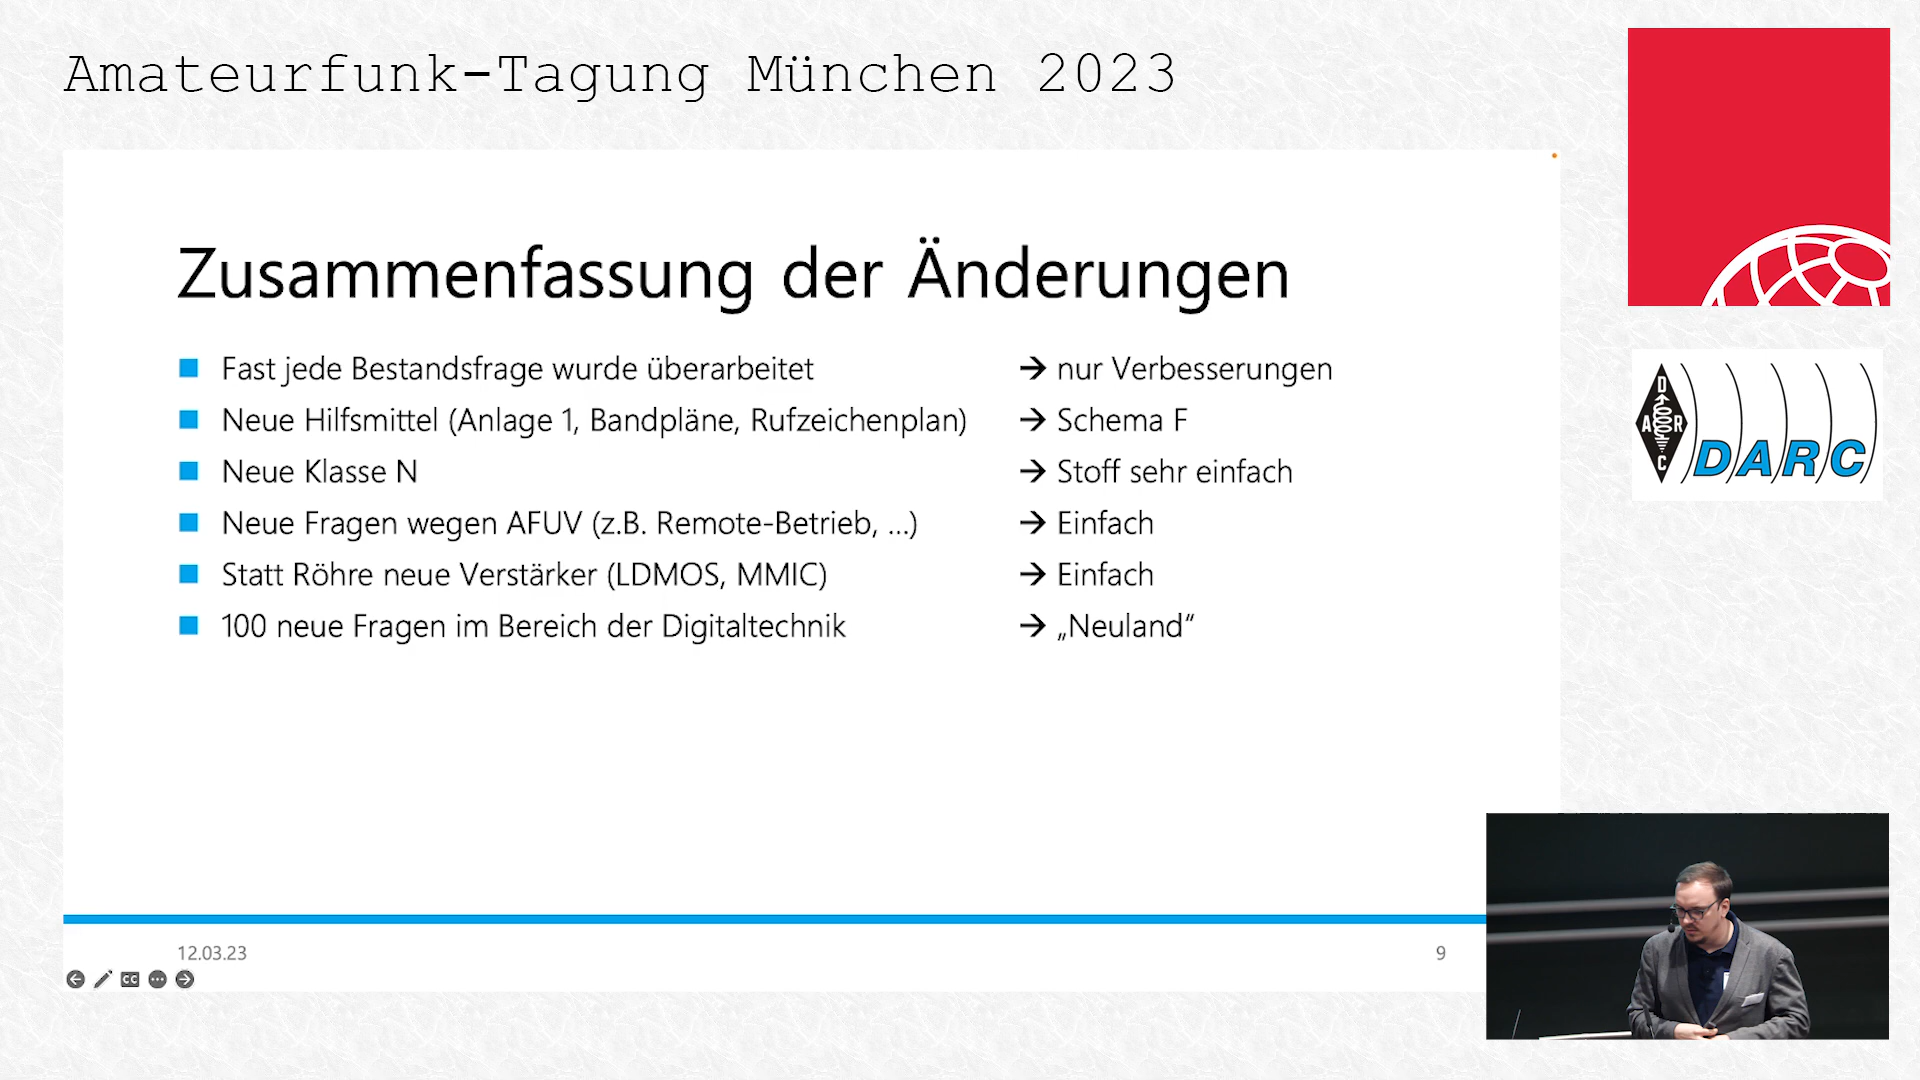 Amateurfunk-Tagung München 2023
Zusammenfassung der Änderungen
Fast jede Bestandsfrage wurde überarbeitet → nur Verbesserungen
Neue Hilfsmittel (Anlage 1, Bandpläne, Rufzeichenplan) → Schema F
Neue Klasse N → Stoff sehr einfach
Neue Fragen wegen AFUV (z.B. Remote-Betrieb, ...) → Einfach
Statt Röhre neue Verstärker (LDMOS, MMIC) → Einfach
100 neue Fragen im Bereich der Digitaltechnik → „Neuland“
12.03.23
9
CC
D
A R
C
DARC